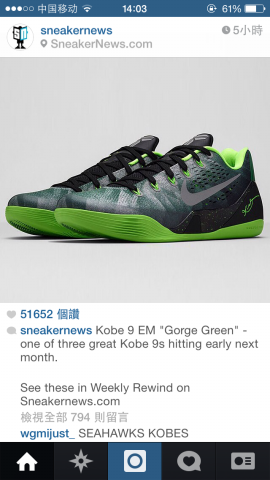 中国移动 14:03 61%
sneakernews 5小時
SneakerNews.com
51652 個讚
sneakernews Kobe 9 EM "Gorge Green" -
one of three great Kobe 9s hitting early next
month.
See these in Weekly Rewind on
Sneakernews.com
檢視全部 794 則留言
wgmijust_ SEAHAWKS KOBES